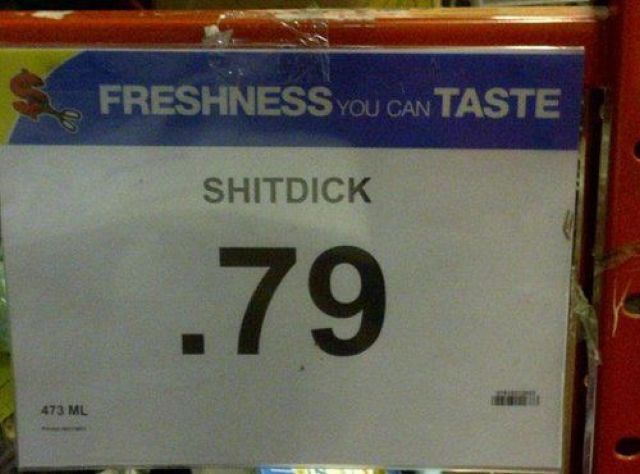 FRESHNESS YOU CAN TASTE
SHITDICK
.79
473 ML